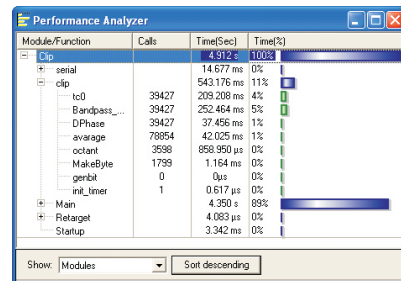 Performance Analyzer
Module/Function Calls Time(Sec) Time(%)
Clip 4.912 s 100%
serial 14.677 ms 0%
clip 543.176 ms 11%
tc0 39427 209.208 ms 4%
Bandpass_... 39427 252.464 ms 5%
DPhase 39427 37.456 ms 1%
avarage 78854 42.025 ms 1%
octant 3598 858.950 µs 0%
MakeByte 1799 1.164 ms 0%
genbit 0 0µs 0%
init_timer 1 0.617 µs 0%
Main 4.350 s 89%
Retarget 4.083 µs 0%
Startup 3.342 ms 0%
Show: Modules Sort descending